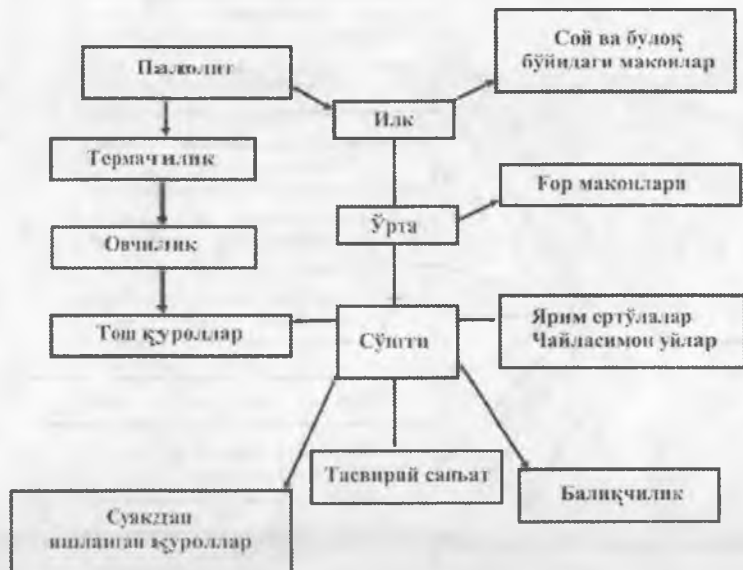 Палеолит
Сой ва булоқ
бўйидаги маконлар
Илк
Термачилик
Ғор маконлари
Ўрта
Овчилик
Тош қуроллар
Сўнгги
Ярим ертўлалар
Чайласимон уйлар
Тасвирий санъат
Балиқчилик
Суякдан
ишланган қуроллар